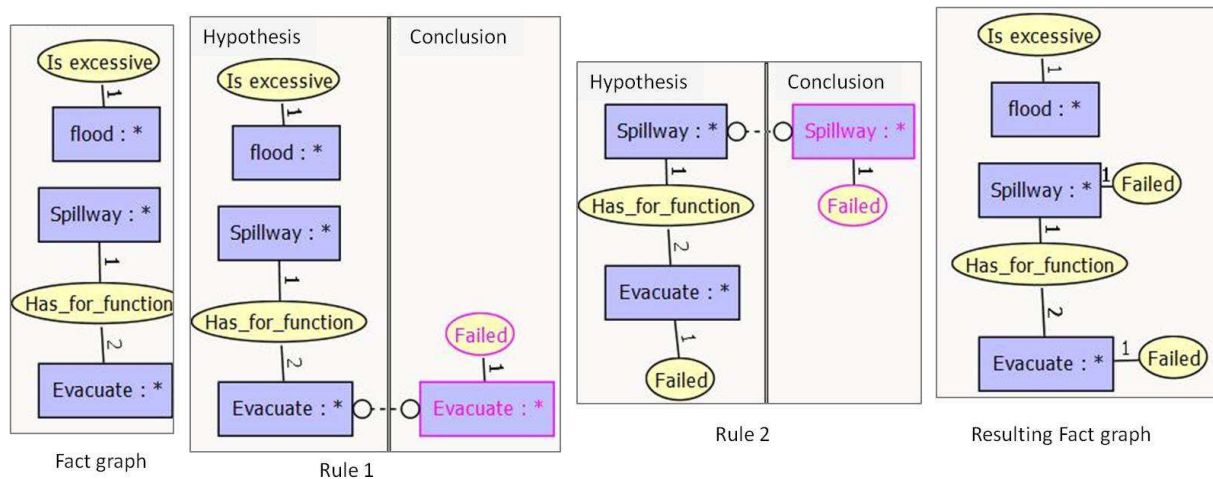 Is excessive
1
flood : *
Spillway : *
1
Has_for_function
2
Evacuate : *
Fact graph
Hypothesis
Conclusion
Is excessive
1
flood : *
Spillway : *
1
Has_for_function
2
Evacuate : *
Failed
1
Evacuate : *
Rule 1
Hypothesis
Conclusion
Spillway : *
1
Has_for_function
2
Evacuate : *
1
Failed
Spillway : *
1
Failed
Rule 2
Is excessive
1
flood : *
Spillway : *
1
Failed
1
Has_for_function
2
Evacuate : *
1
Failed
Resulting Fact graph